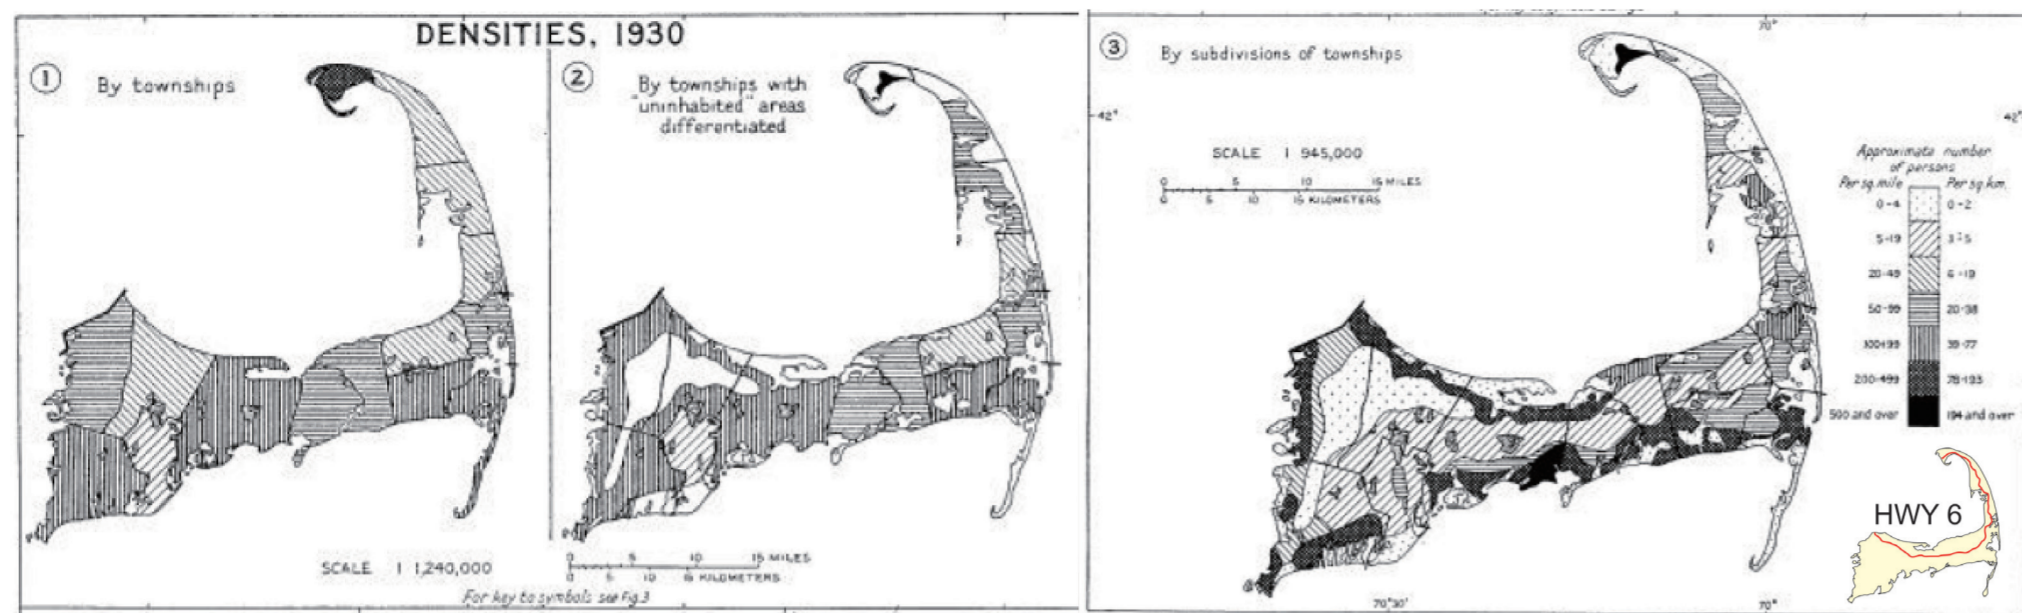 DENSITIES, 1930
1
By townships
2
By townships with
"uninhabited" areas
differentiated
SCALE 1 1,240,000
0 5 10 15 MILES
0 5 10 15 KILOMETERS
For key to symbols see Fig.3
3
By subdivisions of townships
70°
42°
42°
SCALE 1 945,000
0 5 10 15 MILES
0 5 10 15 KILOMETERS
Approximate number
of persons
Per sq. mile Per sq. km.
0-4 0-2
5-19 3-5
20-49 6-19
50-99 20-38
100-199 39-77
200-499 78-193
500 and over 194 and over
HWY 6
70°30'
70°